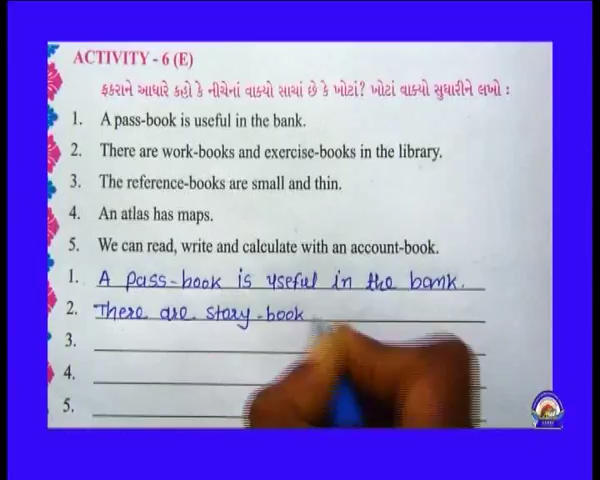 ACTIVITY - 6 (E)
ફકરાને આધારે કહો કે નીચેનાં વાક્યો સાચાં છે કે ખોટાં? ખોટાં વાક્યો સુધારીને લખો :
1. A pass-book is useful in the bank.
2. There are work-books and exercise-books in the library.
3. The reference-books are small and thin.
4. An atlas has maps.
5. We can read, write and calculate with an account-book.
1. A pass-book is useful in the bank.
2. There are story-book
3.
4.
5.